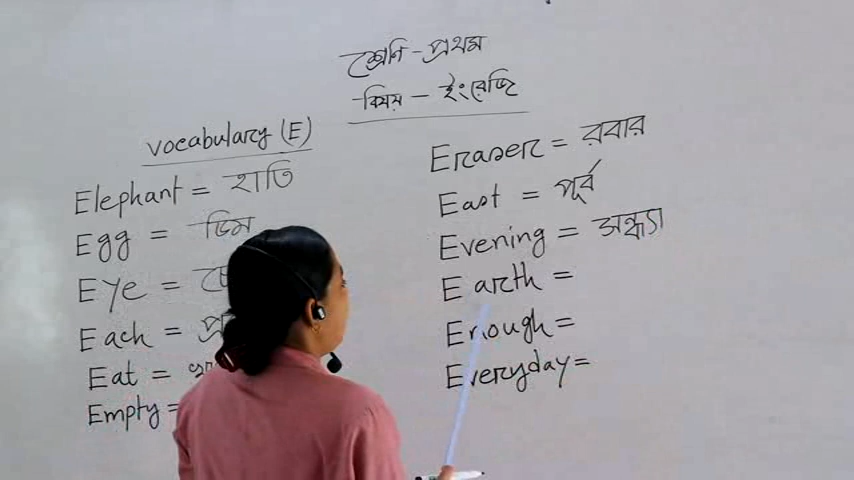 শ্রেণি - প্রথম
বিষয় - ইংরেজি
vocabulary (E)
Elephant = হাতি
Egg = ডিম
Eye =
Each =
Eat =
Empty =
Eraser = রবার
East = পূর্ব
Evening = সন্ধ্যা
Earth =
Enough =
Everyday =